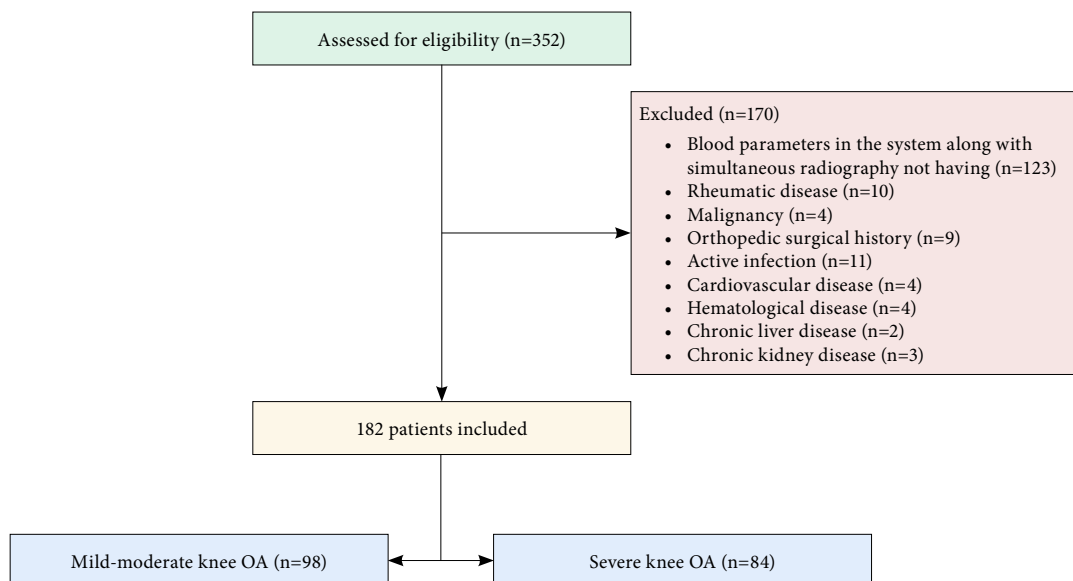 Assessed for eligibility (n=352)
Excluded (n=170)
• Blood parameters in the system along with
simultaneous radiography not having (n=123)
• Rheumatic disease (n=10)
• Malignancy (n=4)
• Orthopedic surgical history (n=9)
• Active infection (n=11)
• Cardiovascular disease (n=4)
• Hematological disease (n=4)
• Chronic liver disease (n=2)
• Chronic kidney disease (n=3)
182 patients included
Mild-moderate knee OA (n=98)
Severe knee OA (n=84)